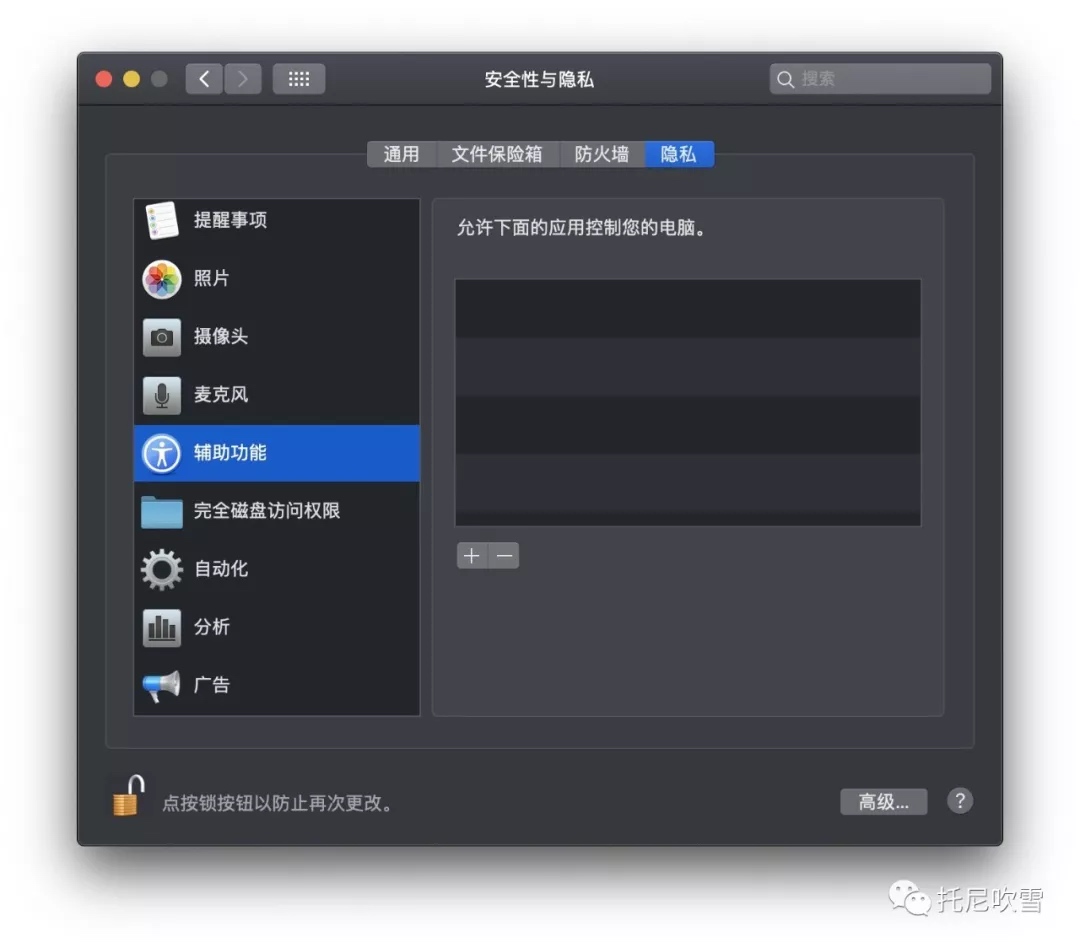 安全性与隐私
搜索
通用
文件保险箱
防火墙
隐私
提醒事项
照片
摄像头
麦克风
辅助功能
完全磁盘访问权限
自动化
分析
广告
允许下面的应用控制您的电脑。
点按锁按钮以防止再次更改。
高级...
?
托尼吹雪